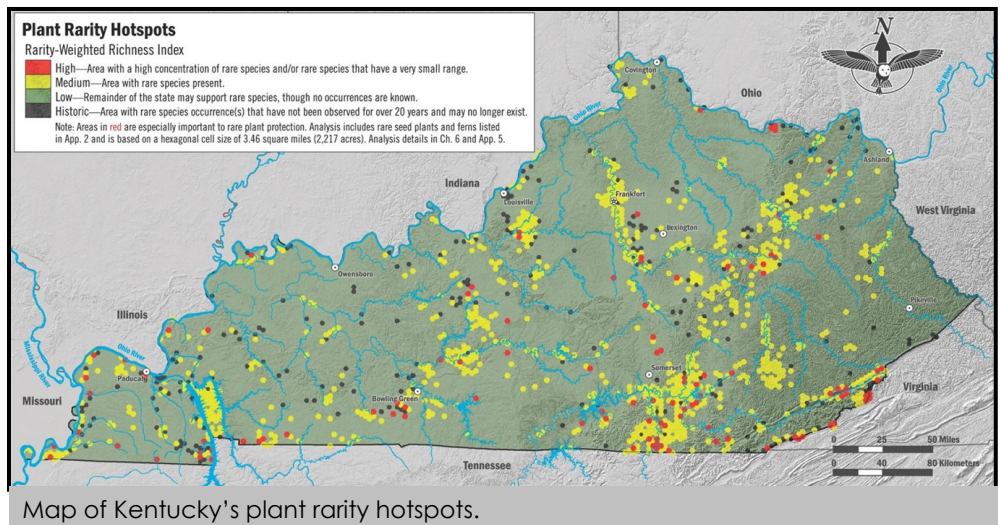 Plant Rarity Hotspots
Rarity-Weighted Richness Index
High—Area with a high concentration of rare species and/or rare species that have a very small range.
Medium—Area with rare species present.
Low—Remainder of the state may support rare species, though no occurrences are known.
Historic—Area with rare species occurrence(s) that have not been observed for over 20 years and may no longer exist.
Note: Areas in red are especially important to rare plant protection. Analysis includes rare seed plants and ferns listed
in App. 2 and is based on a hexagonal cell size of 3.46 square miles (2,217 acres). Analysis details in Ch. 6 and App. 5.
N
Covington
Ohio
Ohio River
Ohio River
Ashland
Indiana
Louisville
Frankfort
Lexington
West Virginia
Owensboro
Pikeville
Illinois
Ohio River
Mississippi River
Paducah
Missouri
Somerset
Bowling Green
Virginia
Tennessee
0 25 50 Miles
0 40 80 Kilometers
Map of Kentucky’s plant rarity hotspots.